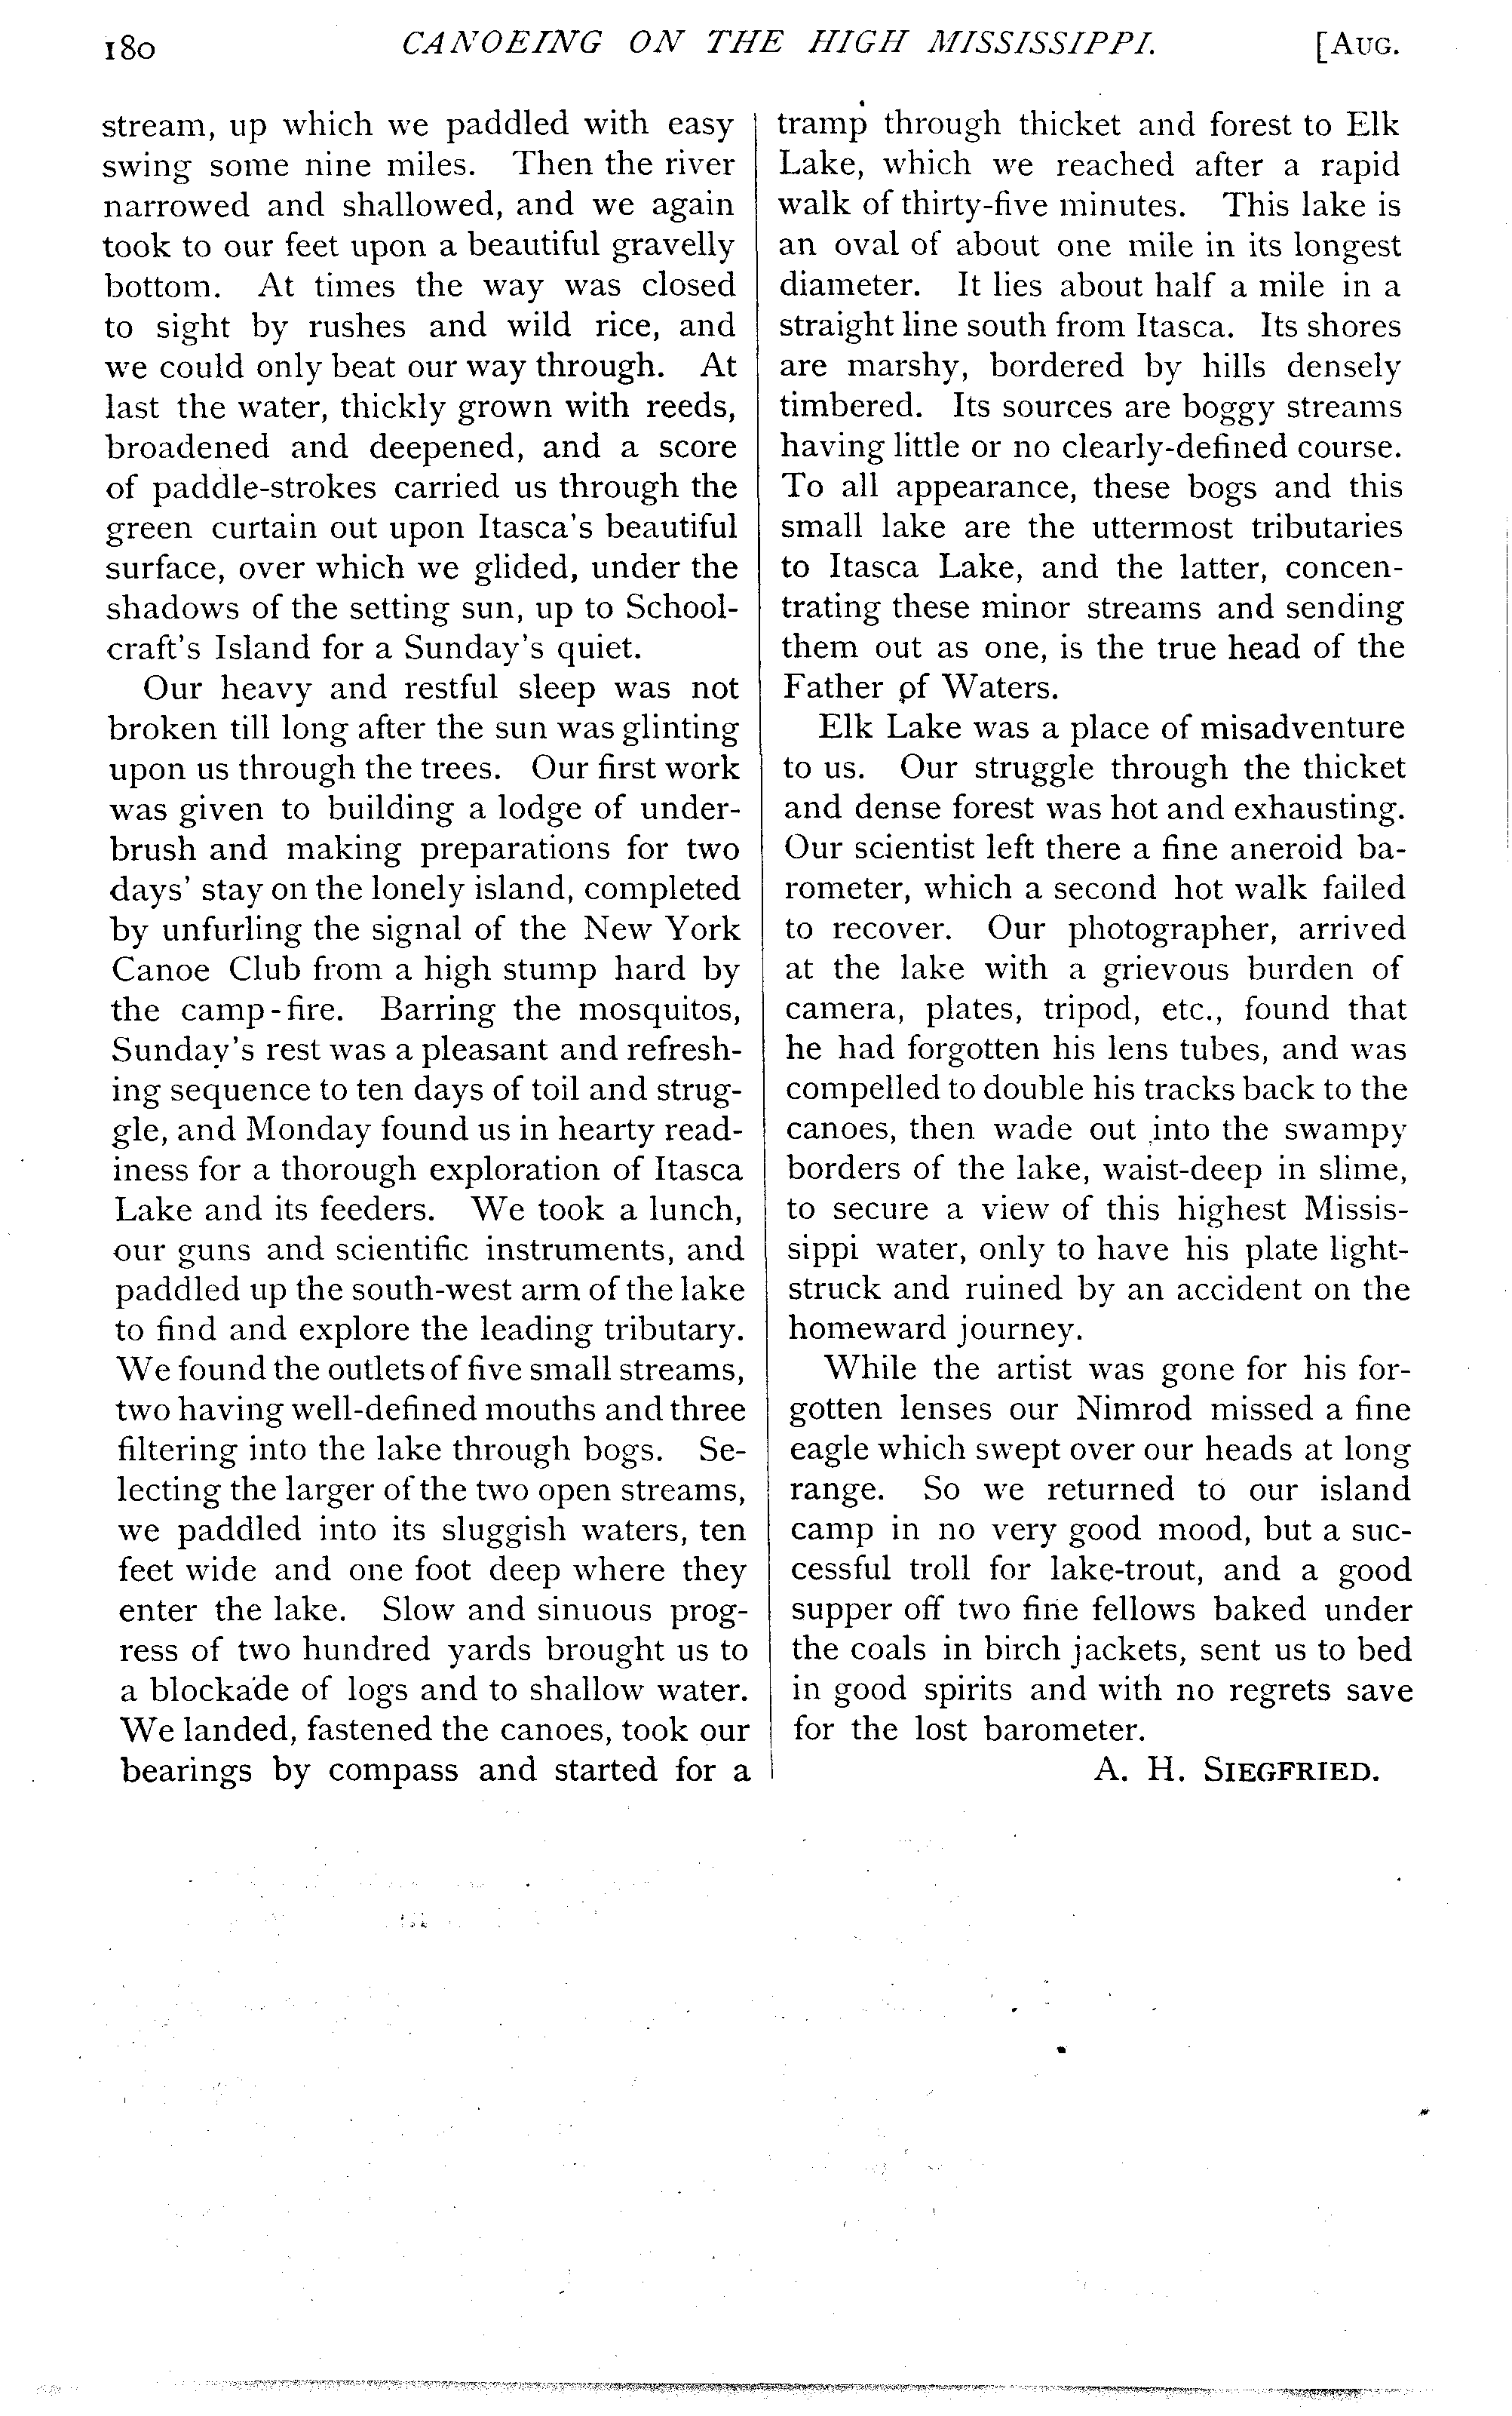 180 CANOEING ON THE HIGH MISSISSIPPI. [AUG.
stream, up which we paddled with easy
swing some nine miles. Then the river
narrowed and shallowed, and we again
took to our feet upon a beautiful gravelly
bottom. At times the way was closed
to sight by rushes and wild rice, and
we could only beat our way through. At
last the water, thickly grown with reeds,
broadened and deepened, and a score
of paddle-strokes carried us through the
green curtain out upon Itasca's beautiful
surface, over which we glided, under the
shadows of the setting sun, up to School-
craft's Island for a Sunday's quiet.
Our heavy and restful sleep was not
broken till long after the sun was glinting
upon us through the trees. Our first work
was given to building a lodge of under-
brush and making preparations for two
days' stay on the lonely island, completed
by unfurling the signal of the New York
Canoe Club from a high stump hard by
the camp-fire. Barring the mosquitos,
Sunday's rest was a pleasant and refresh-
ing sequence to ten days of toil and strug-
gle, and Monday found us in hearty read-
iness for a thorough exploration of Itasca
Lake and its feeders. We took a lunch,
our guns and scientific instruments, and
paddled up the south-west arm of the lake
to find and explore the leading tributary.
We found the outlets of five small streams,
two having well-defined mouths and three
filtering into the lake through bogs. Se-
lecting the larger of the two open streams,
we paddled into its sluggish waters, ten
feet wide and one foot deep where they
enter the lake. Slow and sinuous prog-
ress of two hundred yards brought us to
a blockade of logs and to shallow water.
We landed, fastened the canoes, took our
bearings by compass and started for a
tramp through thicket and forest to Elk
Lake, which we reached after a rapid
walk of thirty-five minutes. This lake is
an oval of about one mile in its longest
diameter. It lies about half a mile in a
straight line south from Itasca. Its shores
are marshy, bordered by hills densely
timbered. Its sources are boggy streams
having little or no clearly-defined course.
To all appearance, these bogs and this
small lake are the uttermost tributaries
to Itasca Lake, and the latter, concen-
trating these minor streams and sending
them out as one, is the true head of the
Father of Waters.
Elk Lake was a place of misadventure
to us. Our struggle through the thicket
and dense forest was hot and exhausting.
Our scientist left there a fine aneroid ba-
rometer, which a second hot walk failed
to recover. Our photographer, arrived
at the lake with a grievous burden of
camera, plates, tripod, etc., found that
he had forgotten his lens tubes, and was
compelled to double his tracks back to the
canoes, then wade out into the swampy
borders of the lake, waist-deep in slime,
to secure a view of this highest Missis-
sippi water, only to have his plate light-
struck and ruined by an accident on the
homeward journey.
While the artist was gone for his for-
gotten lenses our Nimrod missed a fine
eagle which swept over our heads at long
range. So we returned to our island
camp in no very good mood, but a suc-
cessful troll for lake-trout, and a good
supper off two fine fellows baked under
the coals in birch jackets, sent us to bed
in good spirits and with no regrets save
for the lost barometer.
A. H. SIEGFRIED.